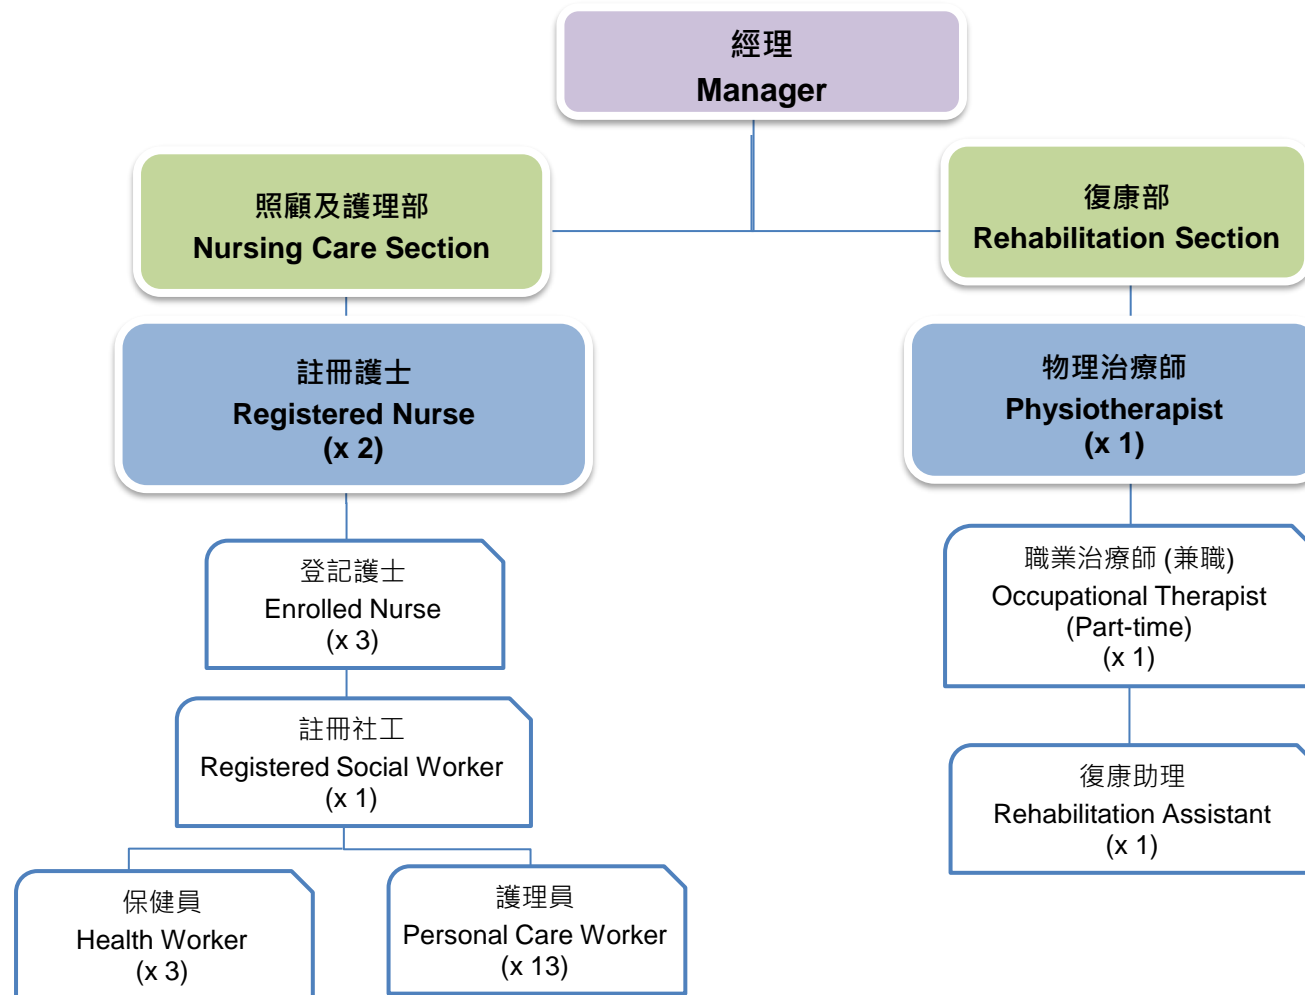 經理
Manager
照顧及護理部
Nursing Care Section
復康部
Rehabilitation Section
註冊護士
Registered Nurse
(x 2)
物理治療師
Physiotherapist
(x 1)
登記護士
Enrolled Nurse
(x 3)
職業治療師 (兼職)
Occupational Therapist
(Part-time)
(x 1)
註冊社工
Registered Social Worker
(x 1)
復康助理
Rehabilitation Assistant
(x 1)
保健員
Health Worker
(x 3)
護理員
Personal Care Worker
(x 13)